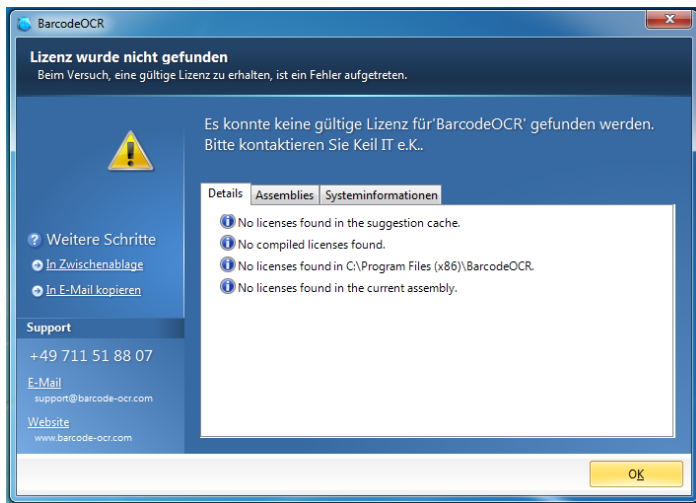 BarcodeOCR
Lizenz wurde nicht gefunden
Beim Versuch, eine gültige Lizenz zu erhalten, ist ein Fehler aufgetreten.
Es konnte keine gültige Lizenz für'BarcodeOCR' gefunden werden.
Bitte kontaktieren Sie Keil IT e.K..
Details Assemblies Systeminformationen
No licenses found in the suggestion cache.
No compiled licenses found.
No licenses found in C:\Program Files (x86)\BarcodeOCR.
No licenses found in the current assembly.
Weitere Schritte
In Zwischenablage
In E-Mail kopieren
Support
+49 711 51 88 07
E-Mail
support@barcode-ocr.com
Website
www.barcode-ocr.com
OK